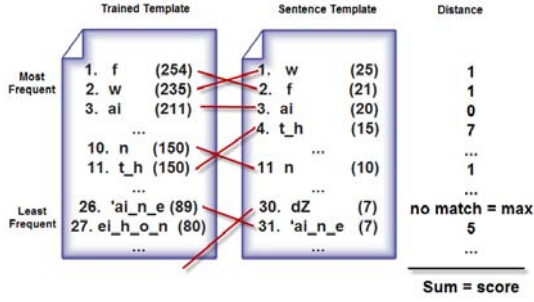 Trained Template Sentence Template Distance
Most Frequent
1. f (254) 1. w (25) 1
2. w (235) 2. f (21) 1
3. ai (211) 3. ai (20) 0
... 4. t_h (15) 7
10. n (150) ... ...
11. t_h (150) 11 n (10) 1
... ... ...
Least Frequent
26. 'ai_n_e (89) 30. dZ (7) no match = max
27. ei_h_o_n (80) 31. 'ai_n_e (7) 5
... ... ...
Sum = score